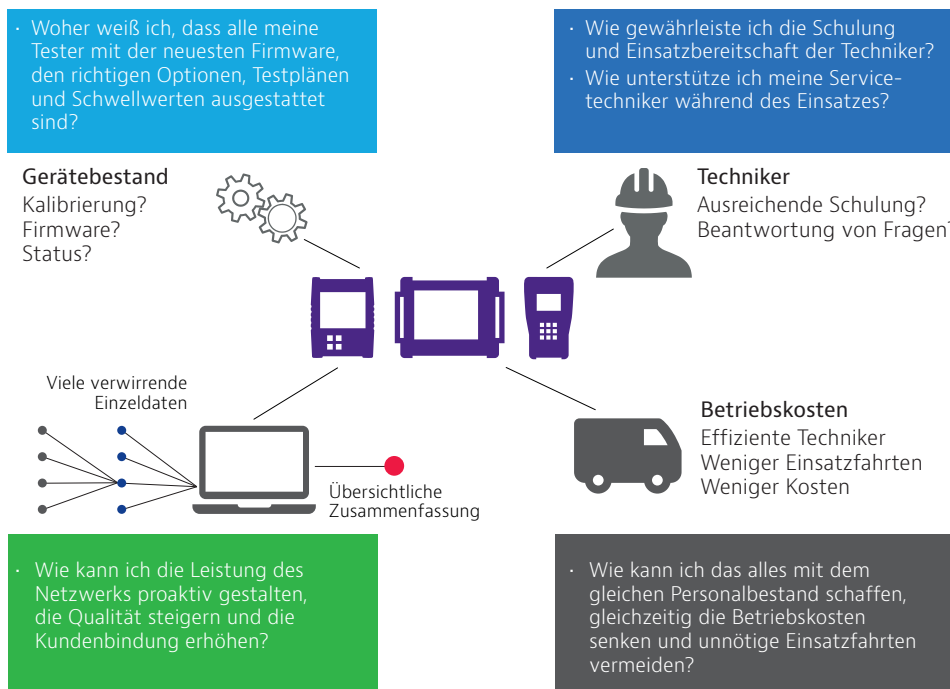 · Woher weiß ich, dass alle meine
Tester mit der neuesten Firmware,
den richtigen Optionen, Testplänen
und Schwellwerten ausgestattet
sind?
· Wie gewährleiste ich die Schulung
und Einsatzbereitschaft der Techniker?
· Wie unterstütze ich meine Service-
techniker während des Einsatzes?
Gerätebestand
Kalibrierung?
Firmware?
Status?
Techniker
Ausreichende Schulung?
Beantwortung von Fragen?
Viele verwirrende
Einzeldaten
Übersichtliche
Zusammenfassung
Betriebskosten
Effiziente Techniker
Weniger Einsatzfahrten
Weniger Kosten
· Wie kann ich die Leistung des
Netzwerks proaktiv gestalten,
die Qualität steigern und die
Kundenbindung erhöhen?
· Wie kann ich das alles mit dem
gleichen Personalbestand schaffen,
gleichzeitig die Betriebskosten
senken und unnötige Einsatzfahrten
vermeiden?